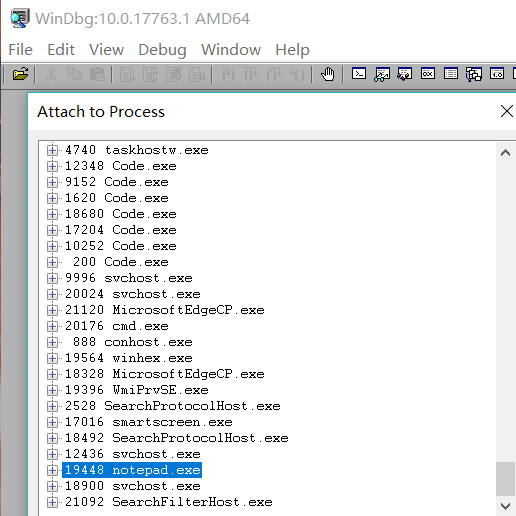 WinDbg:10.0.17763.1 AMD64
File Edit View Debug Window Help
Attach to Process
4740 taskhostw.exe
12348 Code.exe
9152 Code.exe
1620 Code.exe
18680 Code.exe
17204 Code.exe
10252 Code.exe
200 Code.exe
9996 svchost.exe
20024 svchost.exe
21120 MicrosoftEdgeCP.exe
20176 cmd.exe
888 conhost.exe
19564 winhex.exe
18328 MicrosoftEdgeCP.exe
19396 WmiPrvSE.exe
2528 SearchProtocolHost.exe
17016 smartscreen.exe
18492 SearchProtocolHost.exe
12436 svchost.exe
19448 notepad.exe
18900 svchost.exe
21092 SearchFilterHost.exe